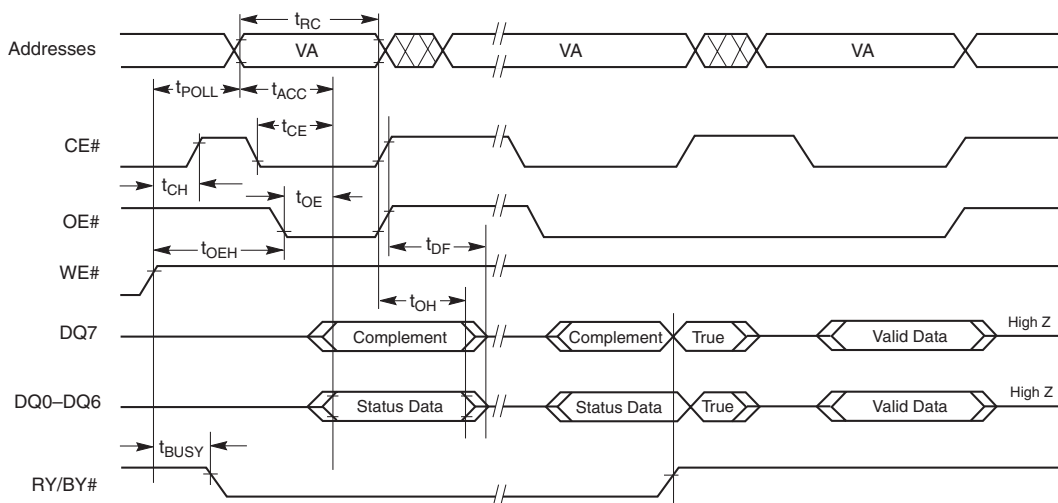 tRC
Addresses VA VA VA
tPOLL tACC
tCE
CE#
tCH
tOE
OE#
tOEH tDF
WE#
tOH
DQ7 Complement Complement True Valid Data High Z
DQ0–DQ6 Status Data Status Data True Valid Data High Z
tBUSY
RY/BY#